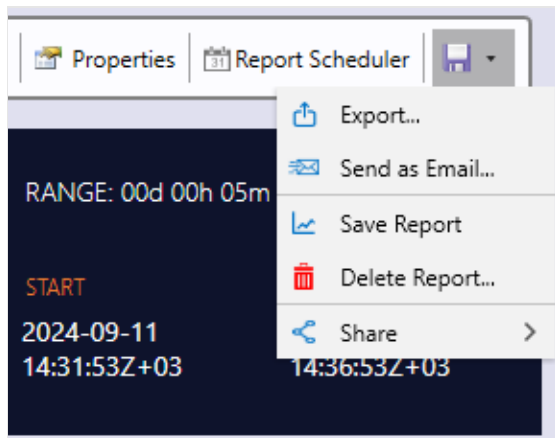 Properties
31
Report Scheduler
Export...
Send as Email...
RANGE: 00d 00h 05m
Save Report
START
Delete Report...
2024-09-11
Share
14:31:53Z+03
14:36:53Z+03